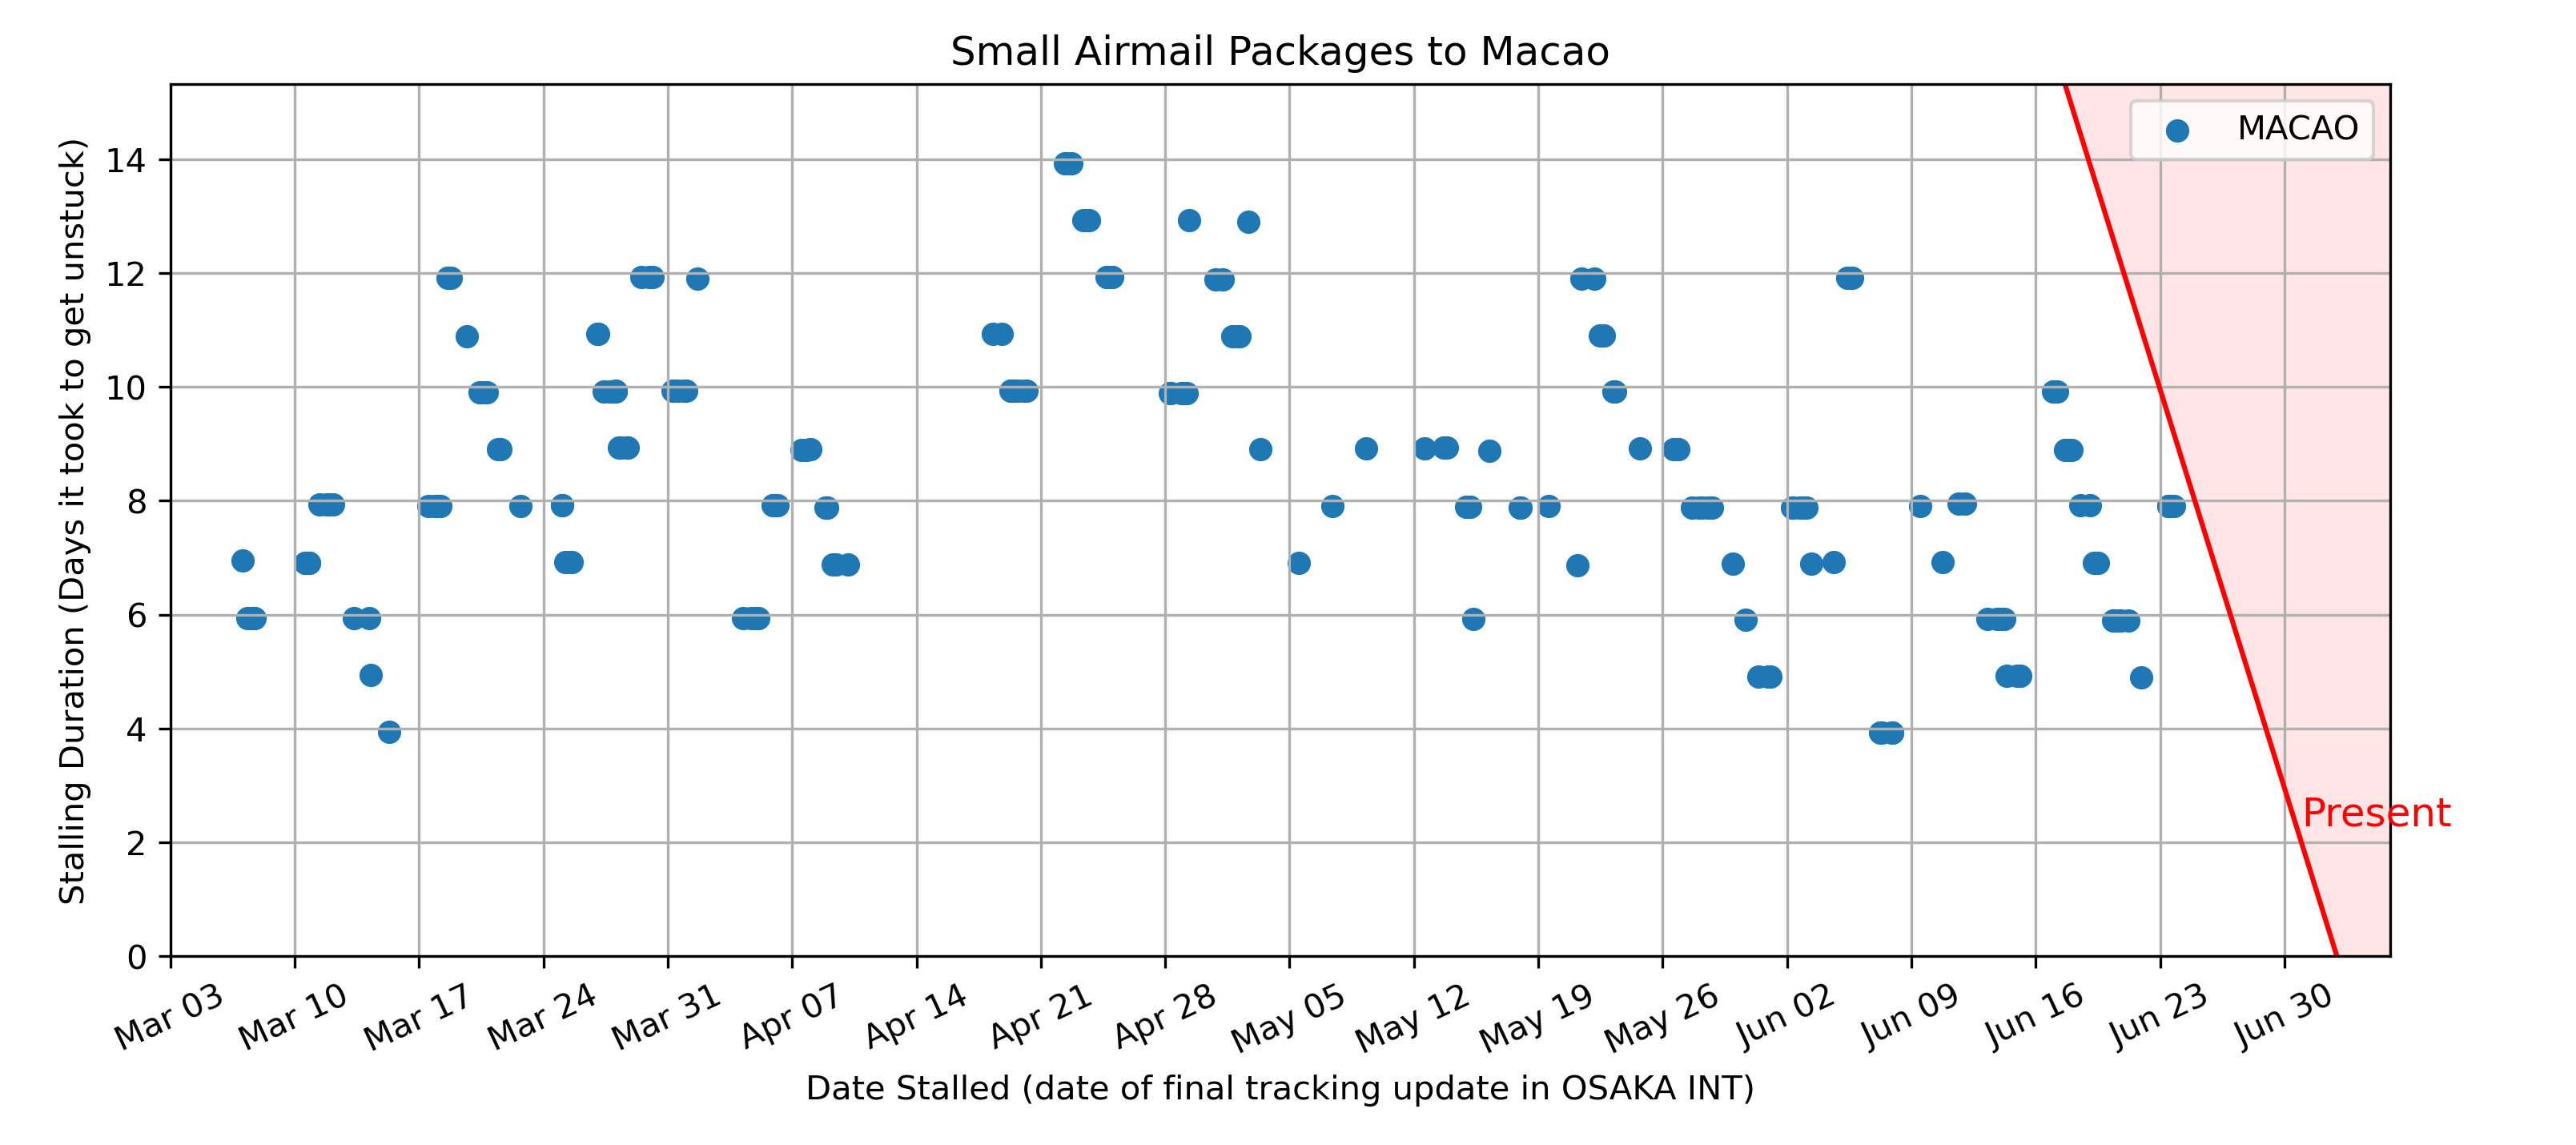 Small Airmail Packages to Macao
MACAO
Stalling Duration (Days it took to get unstuck)
14
12
10
8
6
4
2
0
Present
Mar 03
Mar 10
Mar 17
Mar 24
Mar 31
Apr 07
Apr 14
Apr 21
Apr 28
May 05
May 12
May 19
May 26
Jun 02
Jun 09
Jun 16
Jun 23
Jun 30
Date Stalled (date of final tracking update in OSAKA INT)